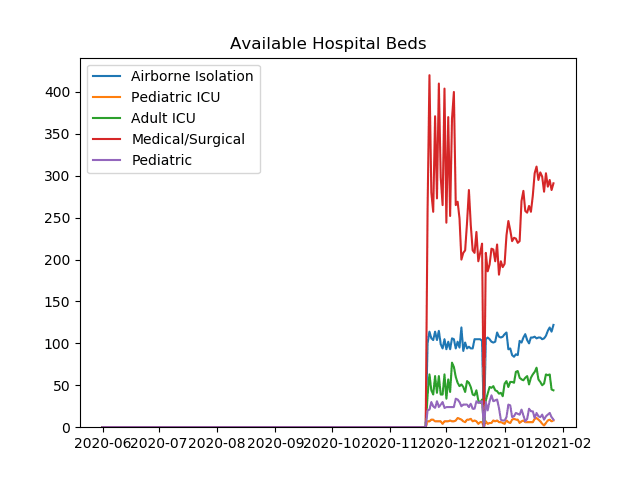 Available Hospital Beds
Airborne Isolation
Pediatric ICU
Adult ICU
Medical/Surgical
Pediatric
400
350
300
250
200
150
100
50
0
2020-06 2020-07 2020-08 2020-09 2020-10 2020-11 2020-12 2021-01 2021-02